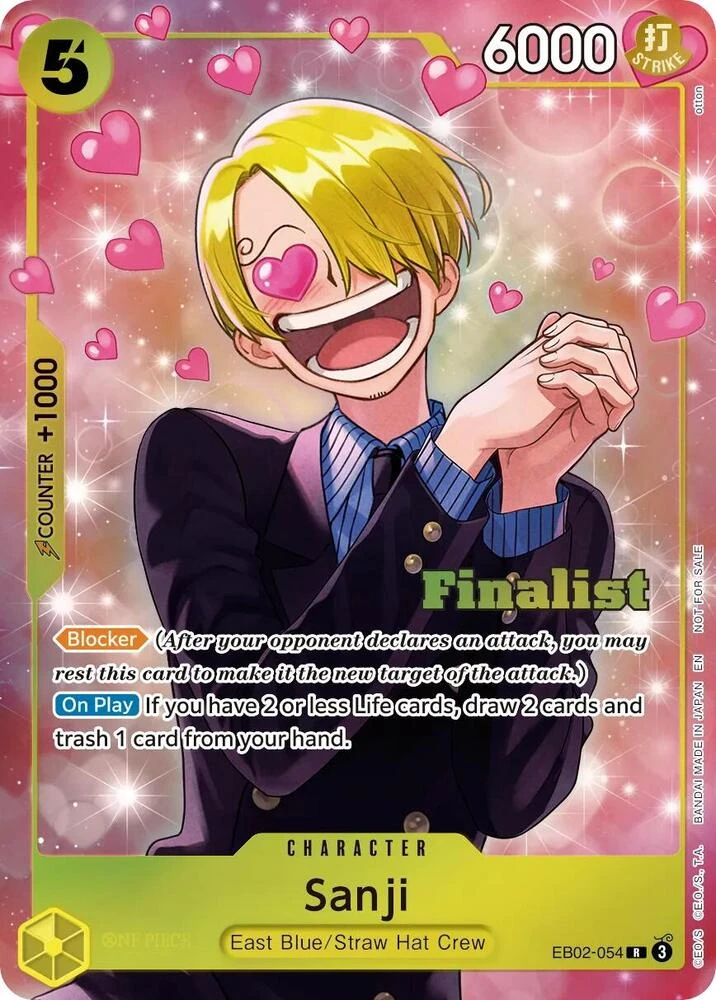 5
6000
打
STRIKE
otton
COUNTER +1000
Finalist
Blocker (After your opponent declares an attack, you may
rest this card to make it the new target of the attack.)
On Play If you have 2 or less Life cards, draw 2 cards and
trash 1 card from your hand.
©E.O./S ©E.O./S., T.A. BANDAI MADE IN JAPAN EN NOT FOR SALE
CHARACTER
Sanji
ONE PIECE
East Blue/Straw Hat Crew
EB02-054 R 3